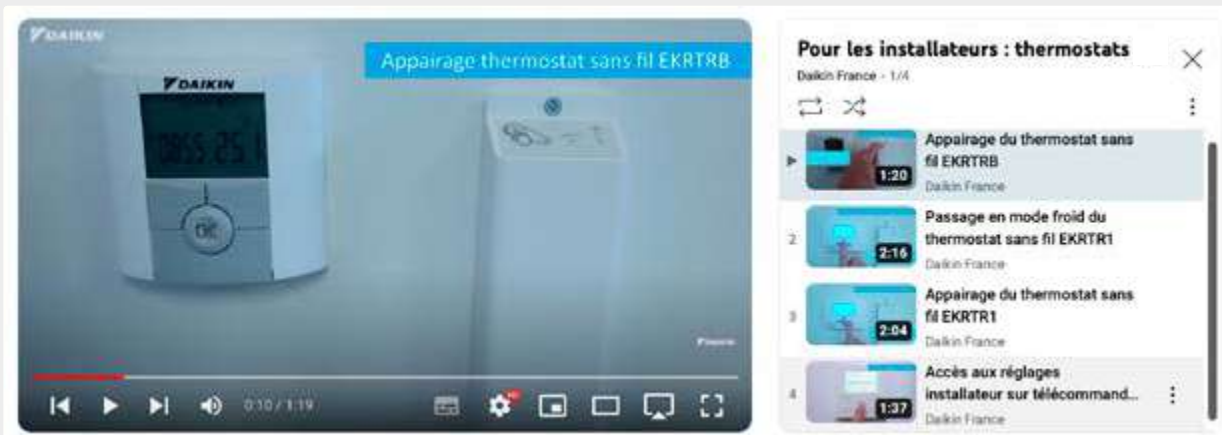 DAIKIN
Appairage thermostat sans fil EKRTRB
DAIKIN
OK
0:10 / 1:19
Pour les installateurs : thermostats
Daikin France - 1/4
Appairage du thermostat sans
fil EKRTRB
1:20
Daikin France
2
Passage en mode froid du
thermostat sans fil EKRTR1
2:16
Daikin France
3
Appairage du thermostat sans
fil EKRTR1
2:04
Daikin France
4
Accès aux réglages
installateur sur télécommand...
1:37
Daikin France